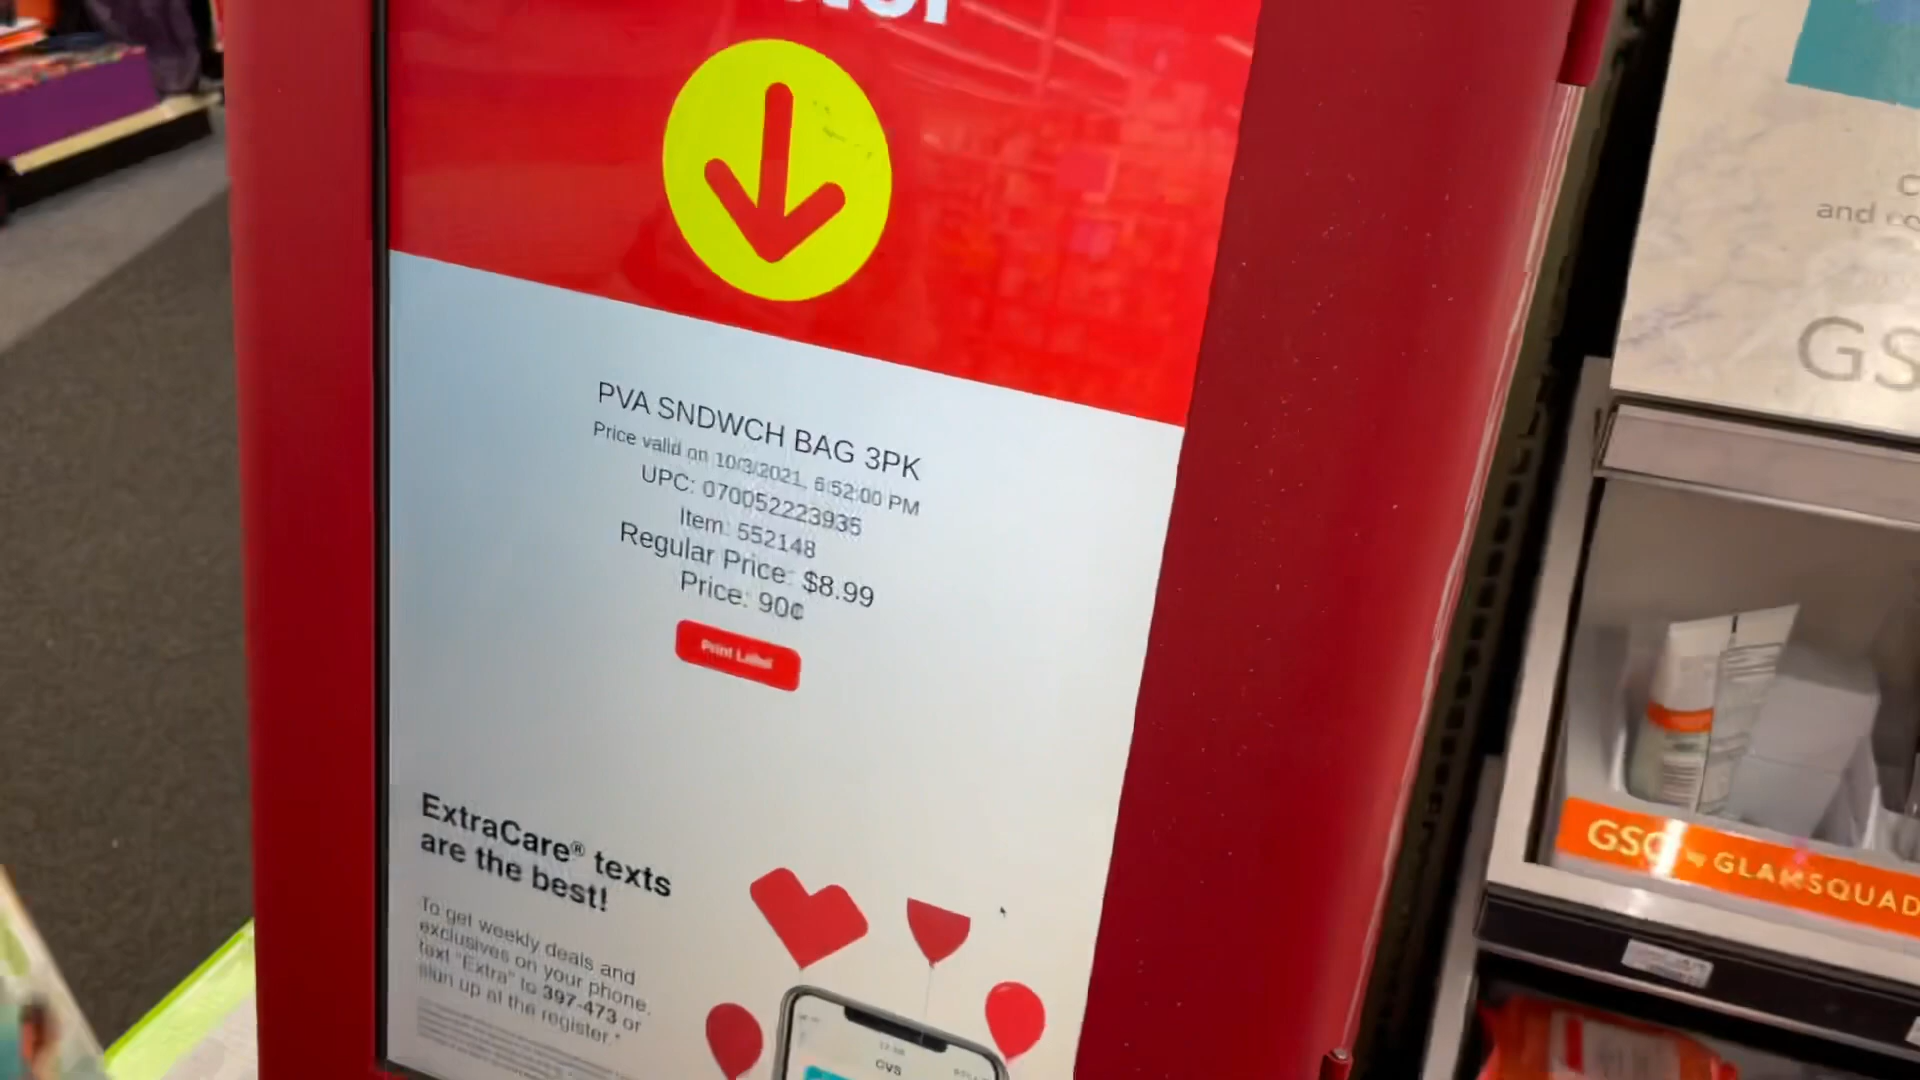 PVA SNDWCH BAG 3PK
Price valid on 10/3/2021, 6:52:00 PM
UPC: 070052223935
Item: 552148
Regular Price: $8.99
Price: 90¢
Print Label
ExtraCare® texts
are the best!
To get weekly deals and
exclusives on your phone,
text "Extra" to 397-473 or
sign up at the register.*
CVS
and
GS
GSQ by GLAMSQUAD